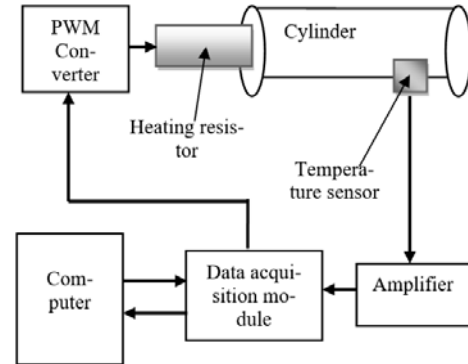 PWM
Con-
verter
Cylinder
Heating resis-
tor
Tempera-
ture sensor
Com-
puter
Data acqui-
sition mo-
dule
Amplifier